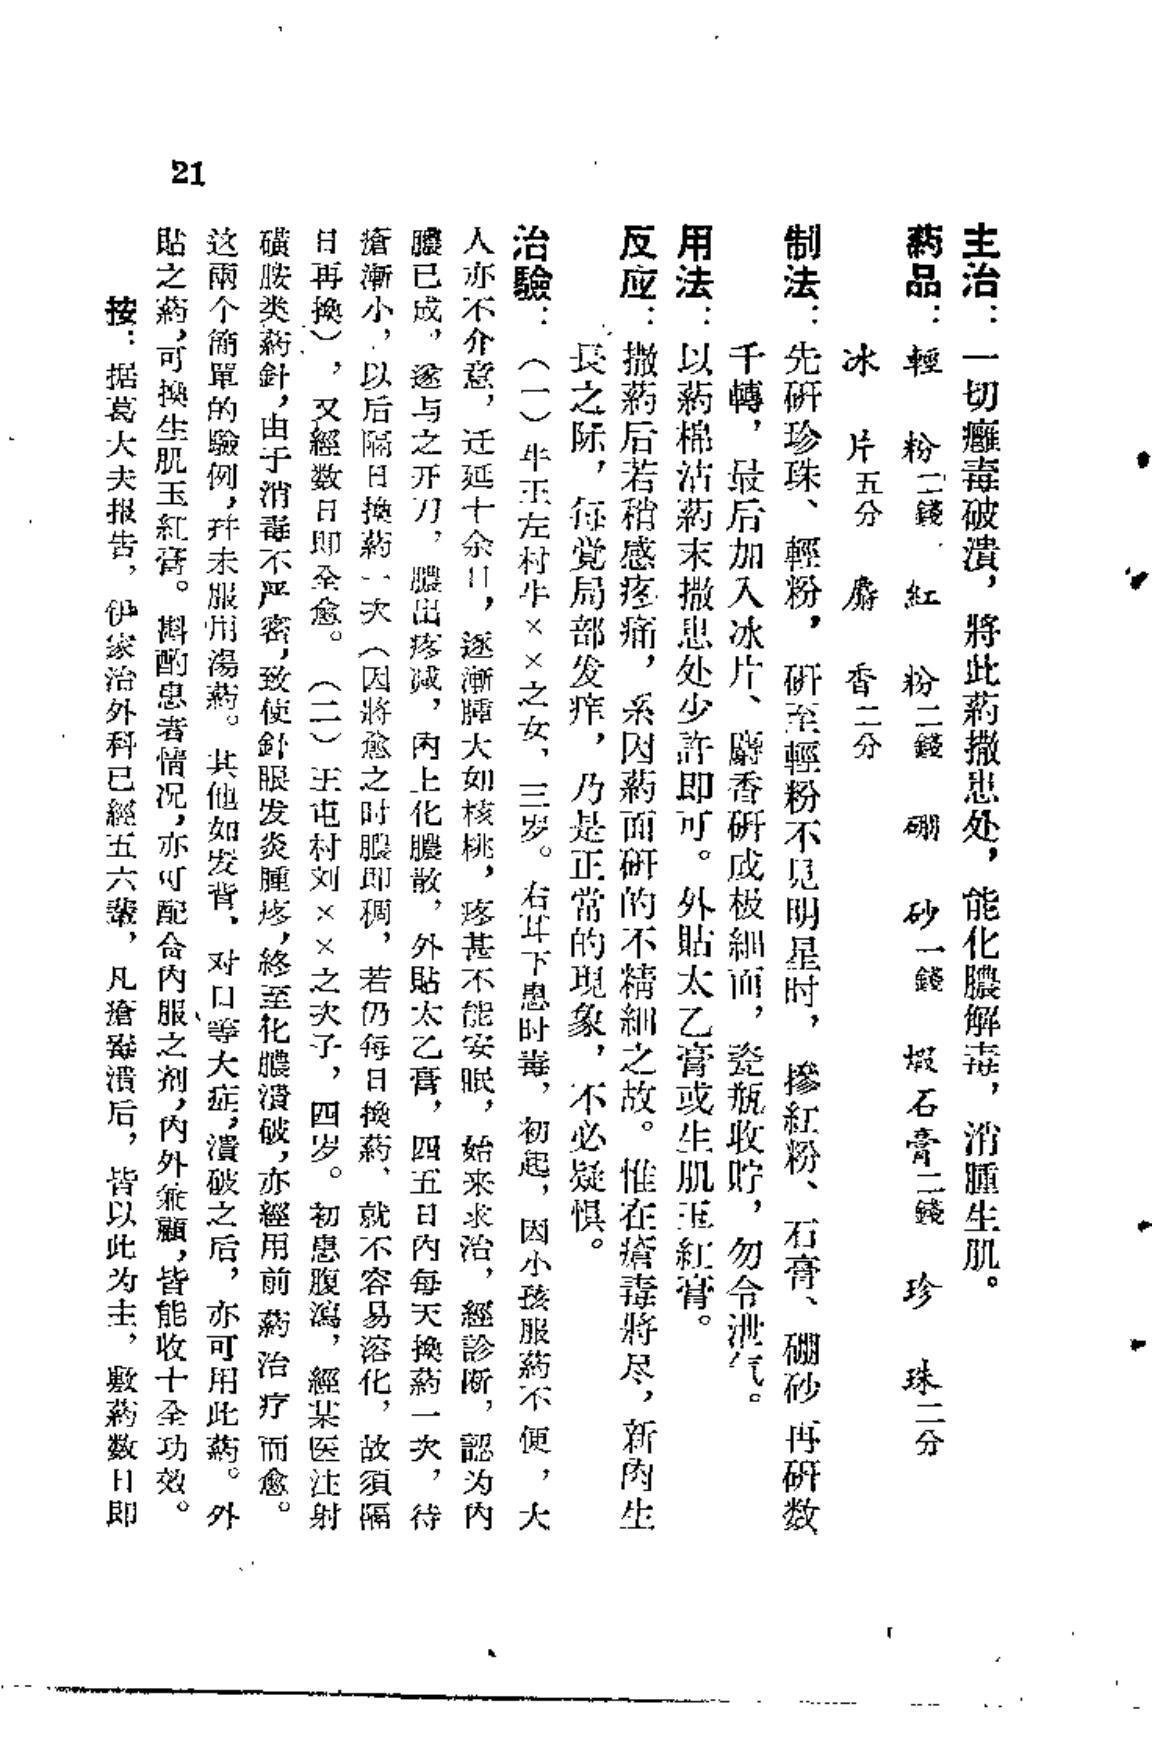 主治：一切癰毒破潰，將此葯撒患处，能化膿解毒，消腫生肌。
葯品：輕粉二錢 紅粉二錢 硼砂一錢 煅石膏二錢 珍珠二分
冰片五分 麝香二分
制法：先硏珍珠、輕粉，硏至輕粉不見明星时，摻紅粉、石膏、硼砂再硏数
千轉，最后加入冰片、麝香硏成极細面，瓷瓶收貯，勿令泄气。
用法：以葯棉沾葯末撒患处少許即可。外貼太乙膏或生肌玉紅膏。
反应：撒葯后若稍感疼痛，系因葯面硏的不精細之故。惟在瘡毒將尽，新肉生
長之际，每覚局部发痒，乃是正常的現象，不必疑惧。
治驗：（一）牛王左村牛××之女，三岁。右耳下患时毒，初起，因小孩服葯不便，大
人亦不介意，迁延十余日，逐漸腫大如核桃，疼甚不能安眠，始来求治，經診断，認为内
膿已成，遂与之开刀，膿出疼减，内上化膿散，外貼太乙膏，四五日内每天換葯一次，待
瘡漸小，以后隔日換葯一次（因將愈之时膿即稠，若仍每日換葯，就不容易溶化，故須隔
日再換），又經数日即全愈。（二）王屯村刘××之次子，四岁。初患腹瀉，經某医注射
磺胺类葯針，由于消毒不严密，致使針眼发炎腫疼，終至化膿潰破，亦經用前葯治疗而愈。
这兩个簡單的驗例，幷未服用湯葯。其他如发背、对口等大症，潰破之后，亦可用此葯。外
貼之葯，可換生肌玉紅膏。斟酌患者情况，亦可配合内服之剂，内外兼顧，皆能收十全功效。
按：据葛大夫报告，伊家治外科已經五六輩，凡瘡毒潰后，皆以此为主，敷葯数日即
21